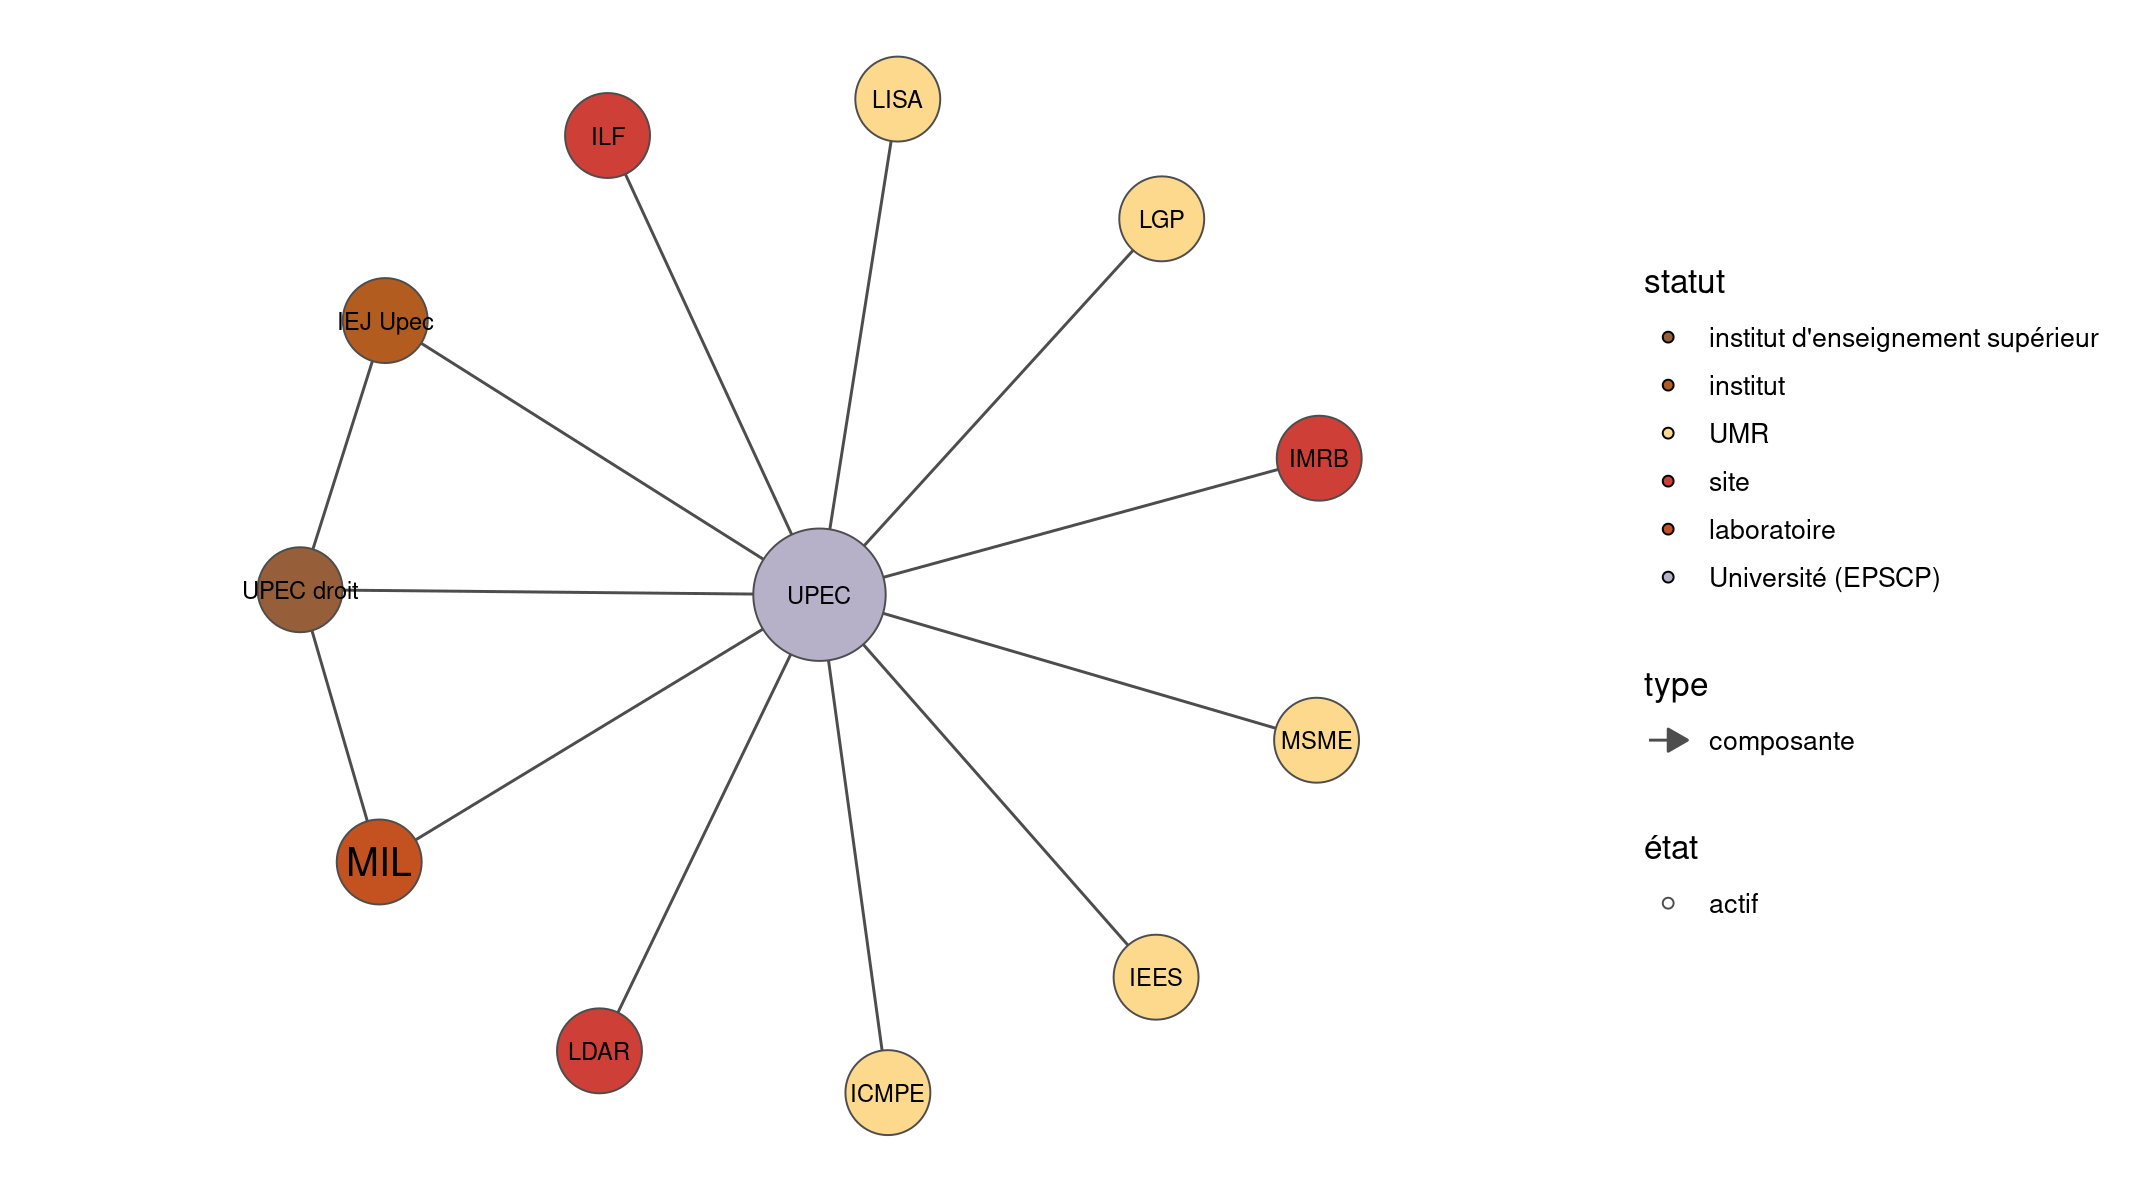 LISA
ILF
LGP
IEJ Upec
IMRB
UPEC droit
UPEC
MSME
MIL
IEES
LDAR
ICMPE
statut
institut d'enseignement supérieur
institut
UMR
site
laboratoire
Université (EPSCP)
type
composante
état
actif